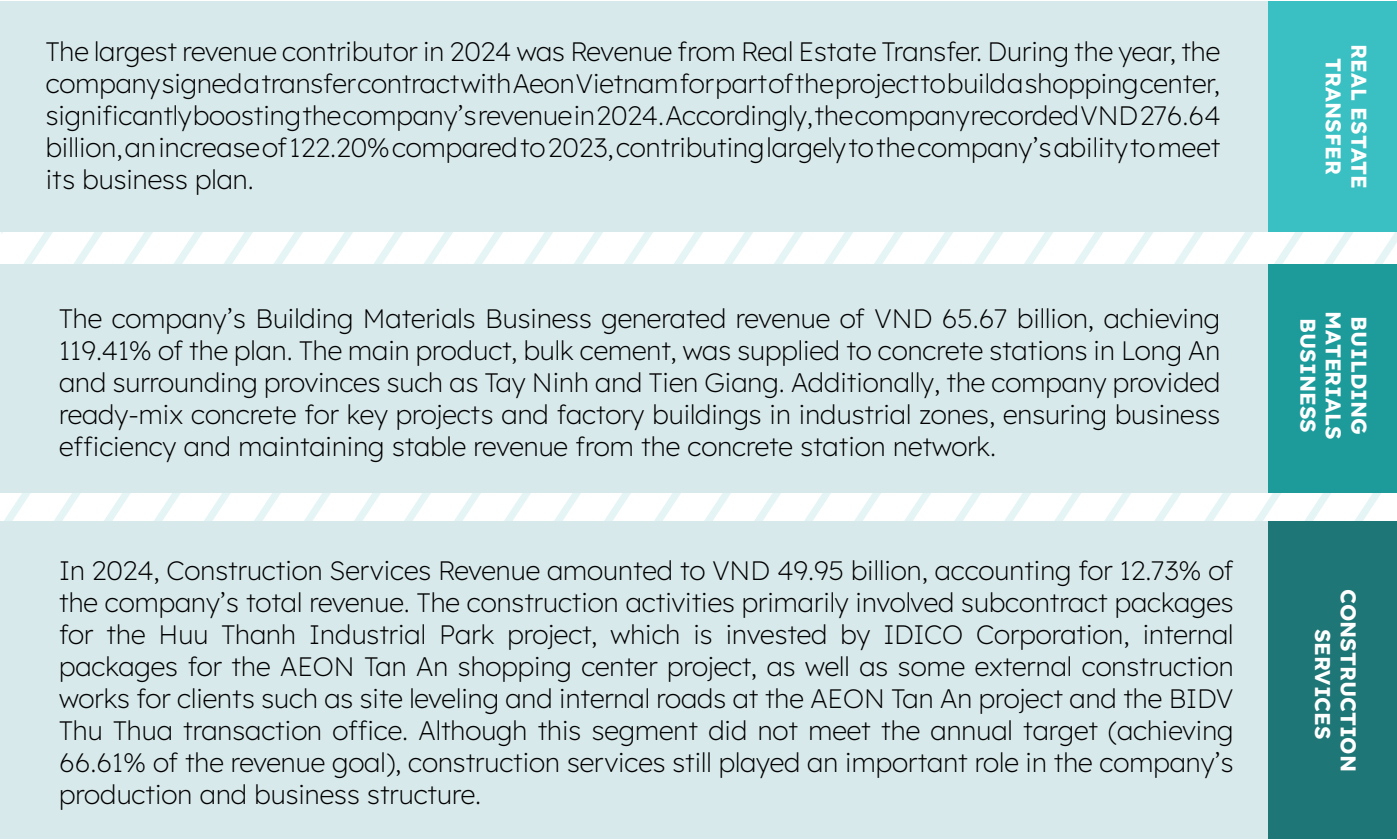 The largest revenue contributor in 2024 was Revenue from Real Estate Transfer. During the year, the
company signed a transfer contract with Aeon Vietnam for part of the project to build a shopping center,
significantly boosting the company’s revenue in 2024. Accordingly, the company recorded VND 276.64
billion, an increase of 122.20% compared to 2023, contributing largely to the company’s ability to meet
its business plan.
REAL ESTATE
TRANSFER
The company’s Building Materials Business generated revenue of VND 65.67 billion, achieving
119.41% of the plan. The main product, bulk cement, was supplied to concrete stations in Long An
and surrounding provinces such as Tay Ninh and Tien Giang. Additionally, the company provided
ready-mix concrete for key projects and factory buildings in industrial zones, ensuring business
efficiency and maintaining stable revenue from the concrete station network.
BUILDING
MATERIALS
BUSINESS
In 2024, Construction Services Revenue amounted to VND 49.95 billion, accounting for 12.73% of
the company’s total revenue. The construction activities primarily involved subcontract packages
for the Huu Thanh Industrial Park project, which is invested by IDICO Corporation, internal
packages for the AEON Tan An shopping center project, as well as some external construction
works for clients such as site leveling and internal roads at the AEON Tan An project and the BIDV
Thu Thua transaction office. Although this segment did not meet the annual target (achieving
66.61% of the revenue goal), construction services still played an important role in the company’s
production and business structure.
CONSTRUCTION
SERVICES